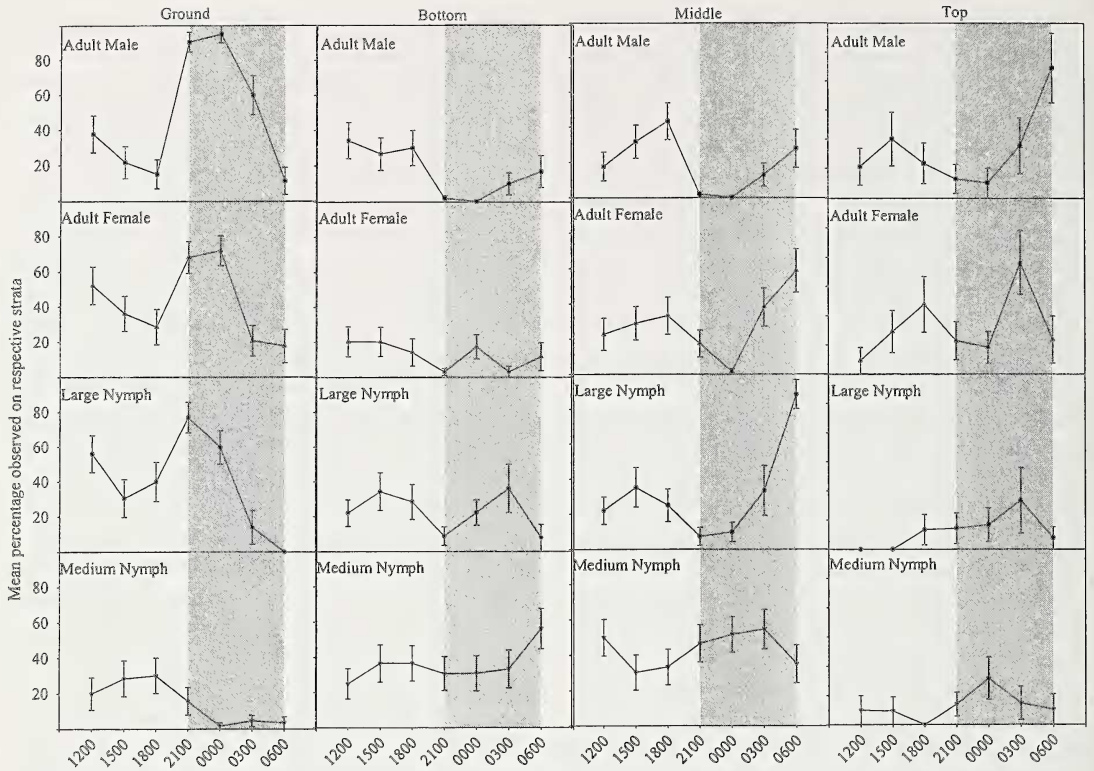 Ground Bottom Middle Top
Adult Male Adult Male Adult Male Adult Male
80
60
40
20
Adult Female Adult Female Adult Female Adult Female
80
60
40
20
Large Nymph Large Nymph Large Nymph Large Nymph
80
60
40
20
Medium Nymph Medium Nymph Medium Nymph Medium Nymph
80
60
40
20
Mean percentage observed on respective strata
1200 1500 1800 2100 0000 0300 0600 1200 1500 1800 2100 0000 0300 0600 1200 1500 1800 2100 0000 0300 0600 1200 1500 1800 2100 0000 0300 0600